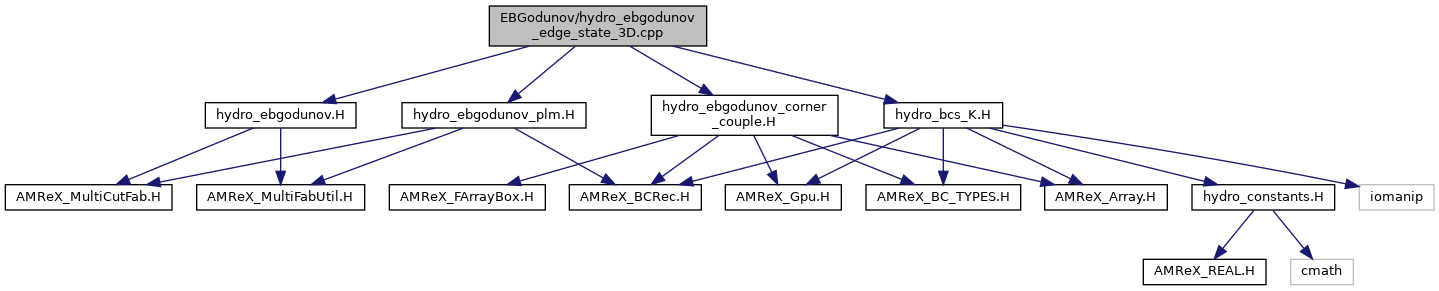 EBGodunov/hydro_ebgodunov
_edge_state_3D.cpp
hydro_ebgodunov.H
hydro_ebgodunov_plm.H
hydro_ebgodunov_corner
_couple.H
hydro_bcs_K.H
AMReX_MultiCutFab.H
AMReX_MultiFabUtil.H
AMReX_FArrayBox.H
AMReX_BCRec.H
AMReX_Gpu.H
AMReX_BC_TYPES.H
AMReX_Array.H
hydro_constants.H
iomanip
AMReX_REAL.H
cmath